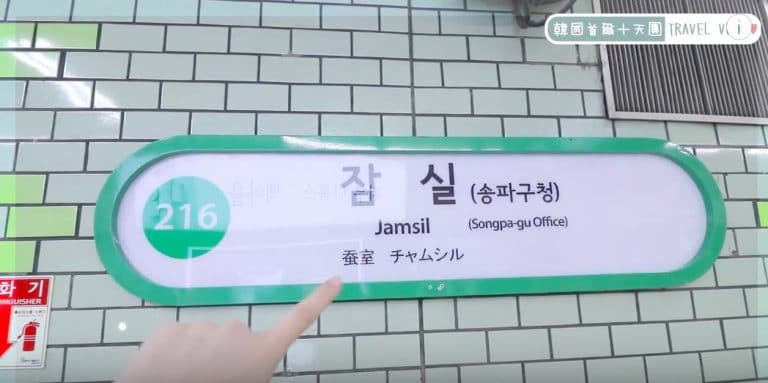 韓國首爾十天團 TRAVEL V
216
잠 실 (송파구청)
Jamsil (Songpa-gu Office)
蚕室 チャムシル
화기
INGUISHER